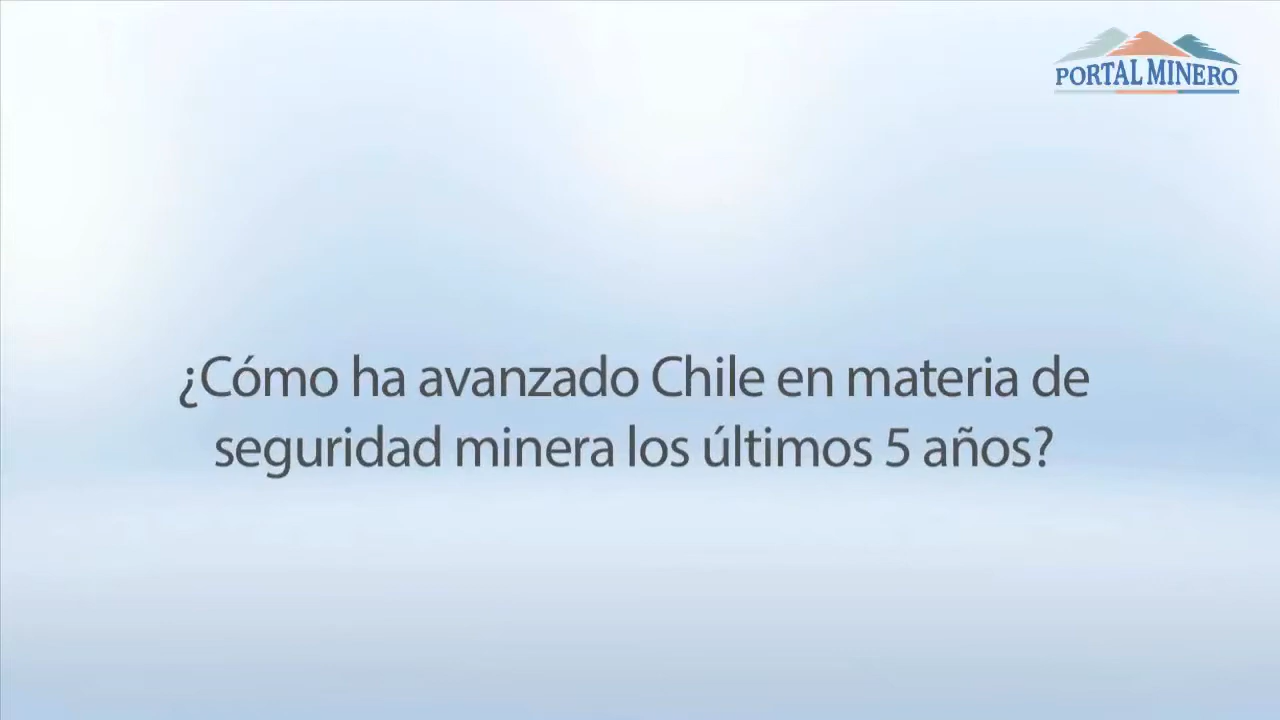 PORTAL MINERO
¿Cómo ha avanzado Chile en materia de
seguridad minera los últimos 5 años?